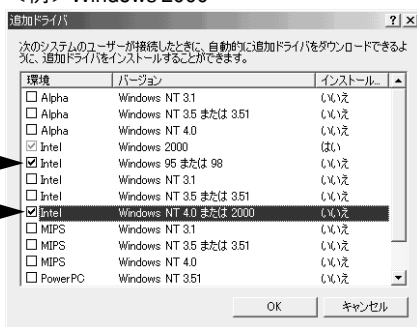 追加ドライバ
次のシステムのユーザーが接続したときに、自動的に追加ドライバをダウンロードできるよ
うに、追加ドライバをインストールすることができます。
環境 バージョン インストール...
Alpha Windows NT 3.1 いいえ
Alpha Windows NT 3.5 または 3.51 いいえ
Alpha Windows NT 4.0 いいえ
Intel Windows 2000 はい
Intel Windows 95 または 98 いいえ
Intel Windows NT 3.1 いいえ
Intel Windows NT 3.5 または 3.51 いいえ
Intel Windows NT 4.0 または 2000 いいえ
MIPS Windows NT 3.1 いいえ
MIPS Windows NT 3.5 または 3.51 いいえ
MIPS Windows NT 4.0 いいえ
PowerPC Windows NT 3.51 いいえ
OK キャンセル